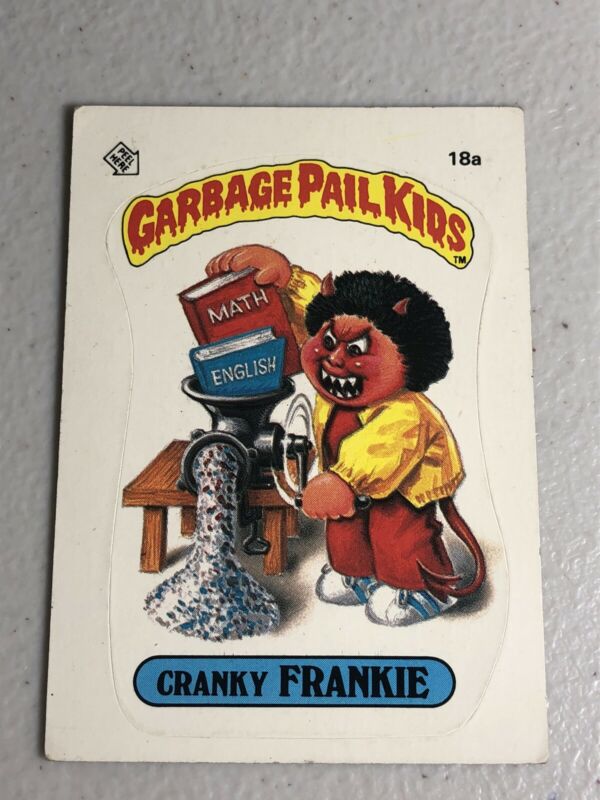 PEEL HERE
18a
GARBAGE PAIL KIDS
TM
MATH
ENGLISH
CRANKY FRANKIE